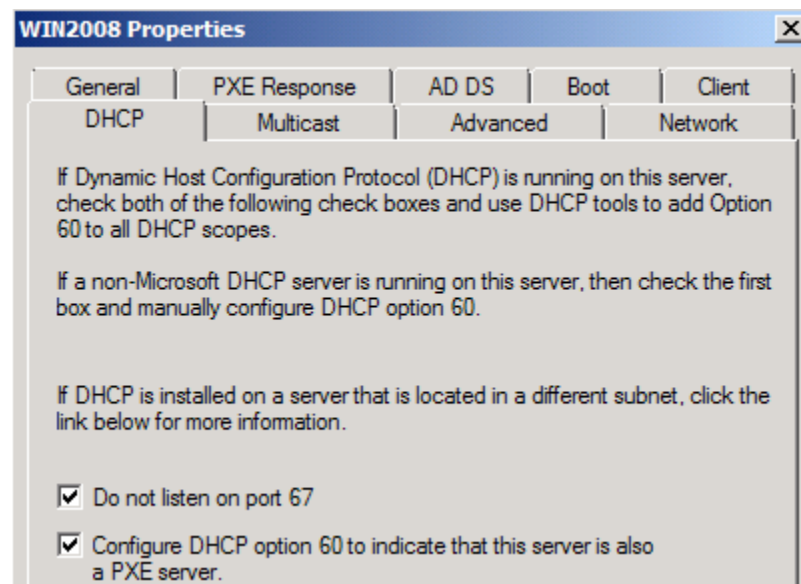 WIN2008 Properties
General PXE Response AD DS Boot Client
DHCP Multicast Advanced Network
If Dynamic Host Configuration Protocol (DHCP) is running on this server,
check both of the following check boxes and use DHCP tools to add Option
60 to all DHCP scopes.
If a non-Microsoft DHCP server is running on this server, then check the first
box and manually configure DHCP option 60.
If DHCP is installed on a server that is located in a different subnet, click the
link below for more information.
Do not listen on port 67
Configure DHCP option 60 to indicate that this server is also
a PXE server.